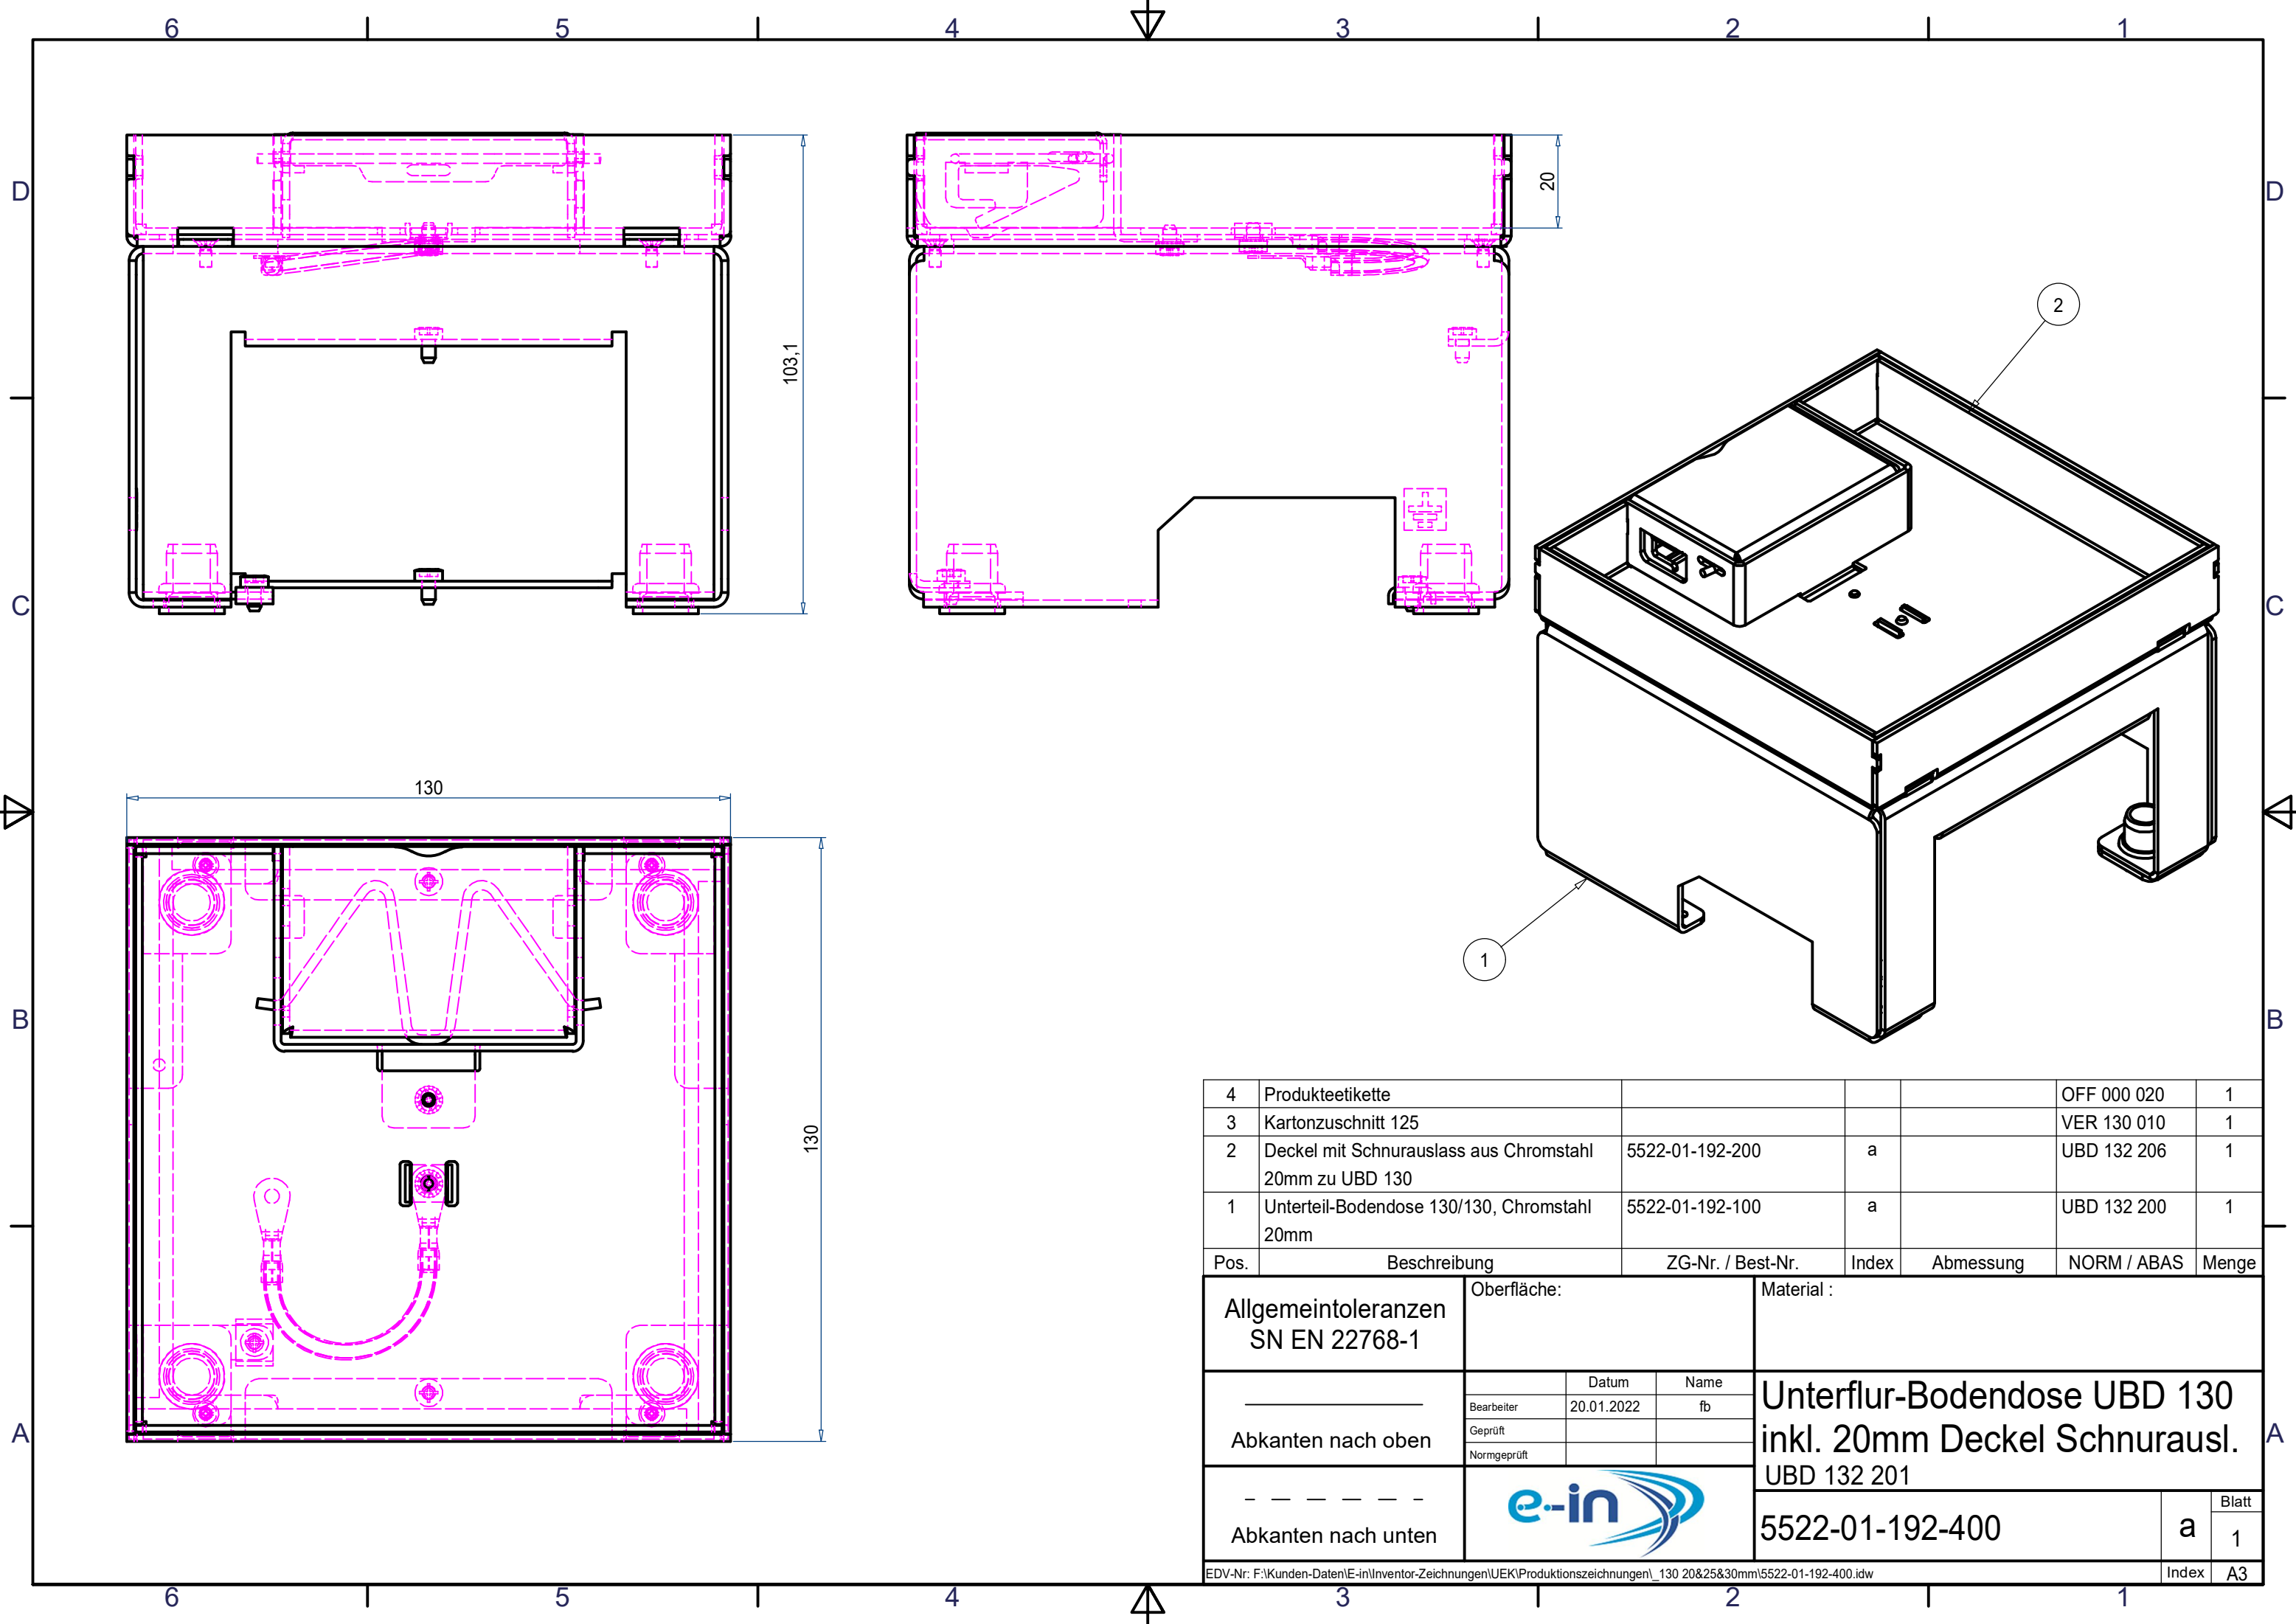 6 5 4 3 2 1
D D
C C
B B
A A
103,1
20
2
1
130
130
4 Produkteetikette OFF 000 020 1
3 Kartonzuschnitt 125 VER 130 010 1
2 Deckel mit Schnurauslass aus Chromstahl 5522-01-192-200 a UBD 132 206 1
20mm zu UBD 130
1 Unterteil-Bodendose 130/130, Chromstahl 5522-01-192-100 a UBD 132 200 1
20mm
Pos. Beschreibung ZG-Nr. / Best-Nr. Index Abmessung NORM / ABAS Menge
Allgemeintoleranzen
SN EN 22768-1
Oberfläche:
Material :
Abkanten nach oben
Abkanten nach unten
Datum Name
Bearbeiter 20.01.2022 fb
Geprüft
Normgeprüft
e-in
Unterflur-Bodendose UBD 130
inkl. 20mm Deckel Schnurausl.
UBD 132 201
5522-01-192-400
a
Blatt
1
EDV-Nr: F:\Kunden-Daten\E-in\Inventor-Zeichnungen\UEK\Produktionszeichnungen\_130 20&25&30mm\5522-01-192-400.idw
Index A3
6 5 4 3 2 1